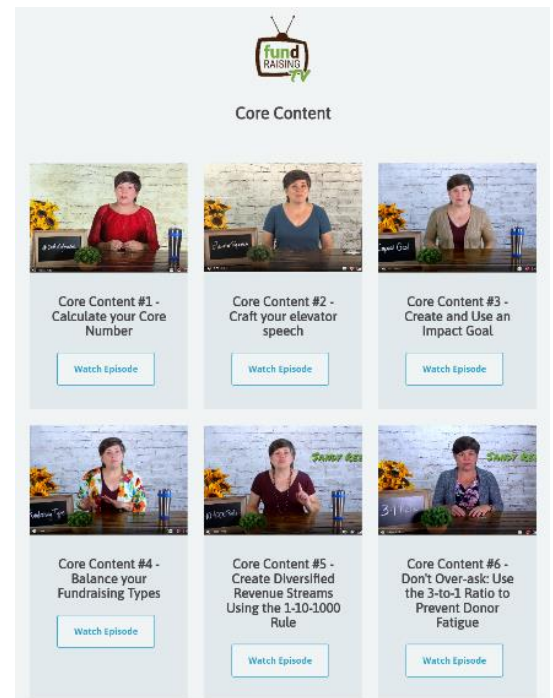 fund
RAISING
TV
Core Content
Core Content #1 -
Calculate your Core
Number
Watch Episode
Core Content #2 -
Craft your elevator
speech
Watch Episode
Core Content #3 -
Create and Use an
Impact Goal
Watch Episode
SANDY REE
Core Content #4 -
Balance your
Fundraising Types
Watch Episode
Core Content #5 -
Create Diversified
Revenue Streams
Using the 1-10-1000
Rule
Watch Episode
Core Content #6 -
Don't Over-ask: Use
the 3-to-1 Ratio to
Prevent Donor
Fatigue
Watch Episode